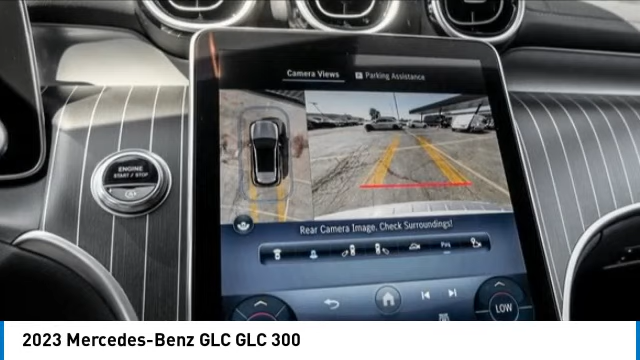 Camera Views
P Parking Assistance
ENGINE
START / STOP
Rear Camera Image. Check Surroundings!
LOW
2023 Mercedes-Benz GLC GLC 300